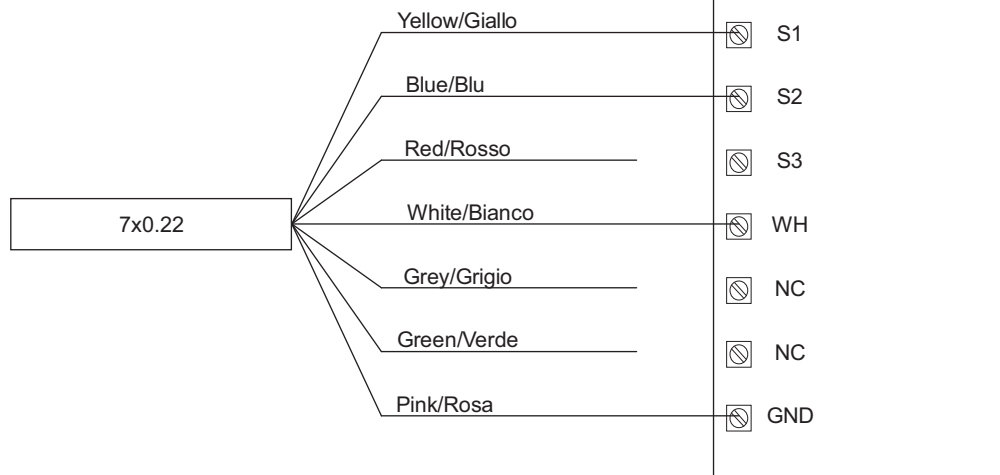 Yellow/Giallo
S1
Blue/Blu
S2
Red/Rosso
S3
White/Bianco
7x0.22
WH
Grey/Grigio
NC
Green/Verde
NC
Pink/Rosa
GND